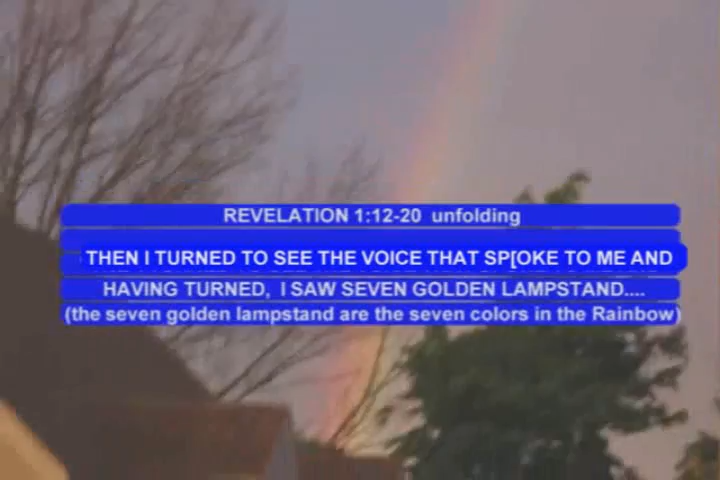 REVELATION 1:12-20 unfolding
THEN I TURNED TO SEE THE VOICE THAT SP[OKE TO ME AND
HAVING TURNED, I SAW SEVEN GOLDEN LAMPSTAND....
(the seven golden lampstand are the seven colors in the Rainbow)